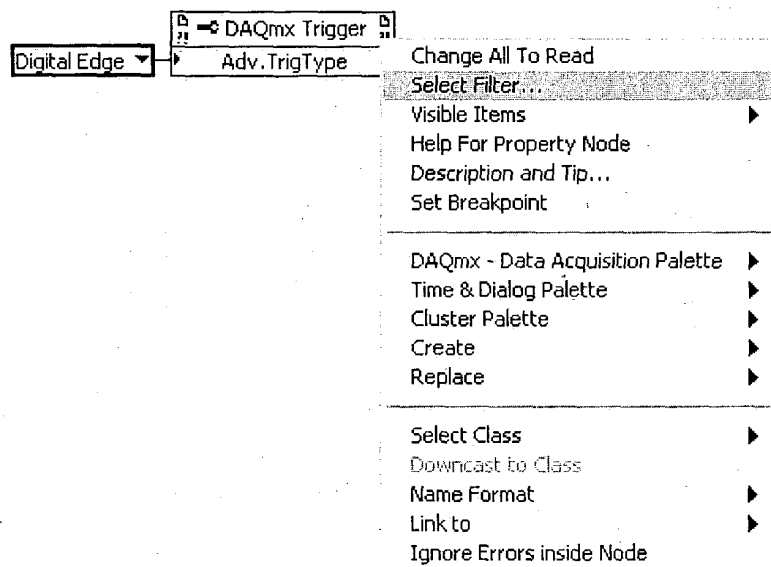 DAQmx Trigger
Digital Edge
Adv.TrigType
Change All To Read
Select Filter...
Visible Items
Help For Property Node
Description and Tip...
Set Breakpoint
DAQmx - Data Acquisition Palette
Time & Dialog Palette
Cluster Palette
Create
Replace
Select Class
Downcast to Class
Name Format
Link to
Ignore Errors inside Node